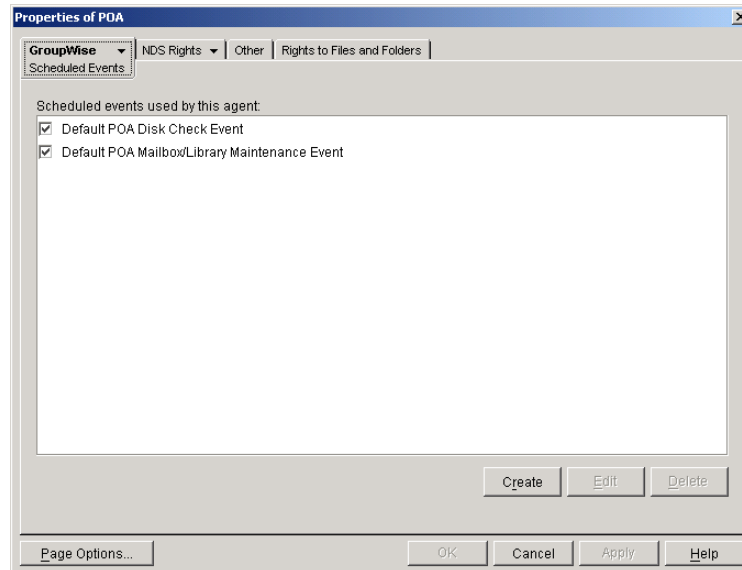 Properties of POA
GroupWise NDS Rights Other Rights to Files and Folders
Scheduled Events
Scheduled events used by this agent:
Default POA Disk Check Event
Default POA Mailbox/Library Maintenance Event
Create Edit Delete
Page Options... OK Cancel Apply Help